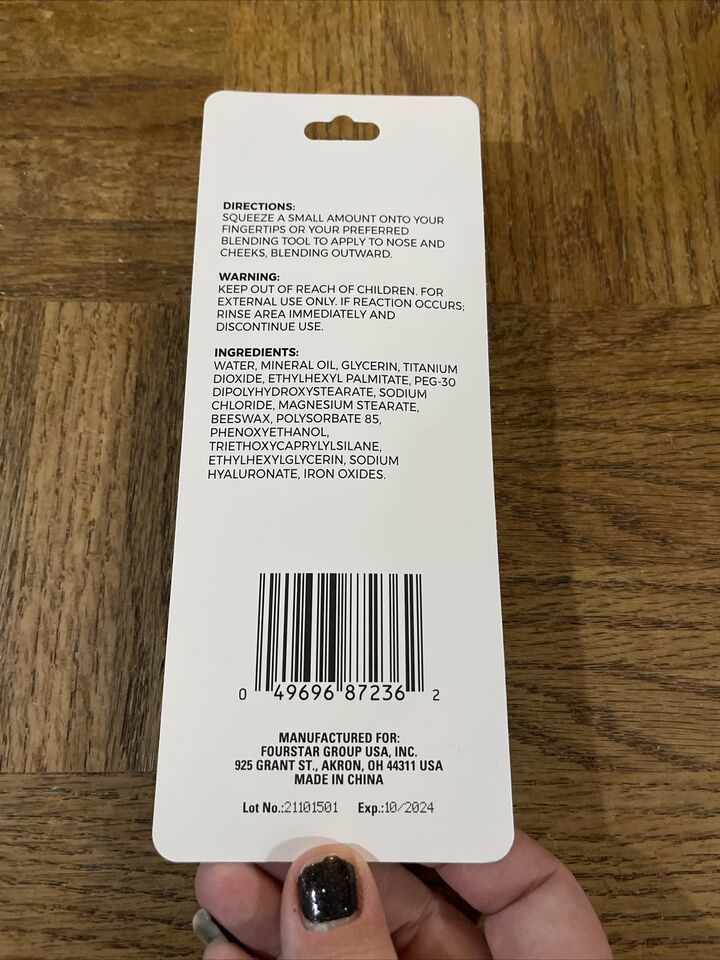 DIRECTIONS:
SQUEEZE A SMALL AMOUNT ONTO YOUR
FINGERTIPS OR YOUR PREFERRED
BLENDING TOOL TO APPLY TO NOSE AND
CHEEKS, BLENDING OUTWARD.
WARNING:
KEEP OUT OF REACH OF CHILDREN. FOR
EXTERNAL USE ONLY. IF REACTION OCCURS;
RINSE AREA IMMEDIATELY AND
DISCONTINUE USE.
INGREDIENTS:
WATER, MINERAL OIL, GLYCERIN, TITANIUM
DIOXIDE, ETHYLHEXYL PALMITATE, PEG-30
DIPOLYHYDROXYSTEARATE, SODIUM
CHLORIDE, MAGNESIUM STEARATE,
BEESWAX, POLYSORBATE 85,
PHENOXYETHANOL,
TRIETHOXYCAPRYLYLSILANE,
ETHYLHEXYLGLYCERIN, SODIUM
HYALURONATE, IRON OXIDES.
0 49696 87236 2
MANUFACTURED FOR:
FOURSTAR GROUP USA, INC.
925 GRANT ST., AKRON, OH 44311 USA
MADE IN CHINA
Lot No.:21101501 Exp.:10/2024